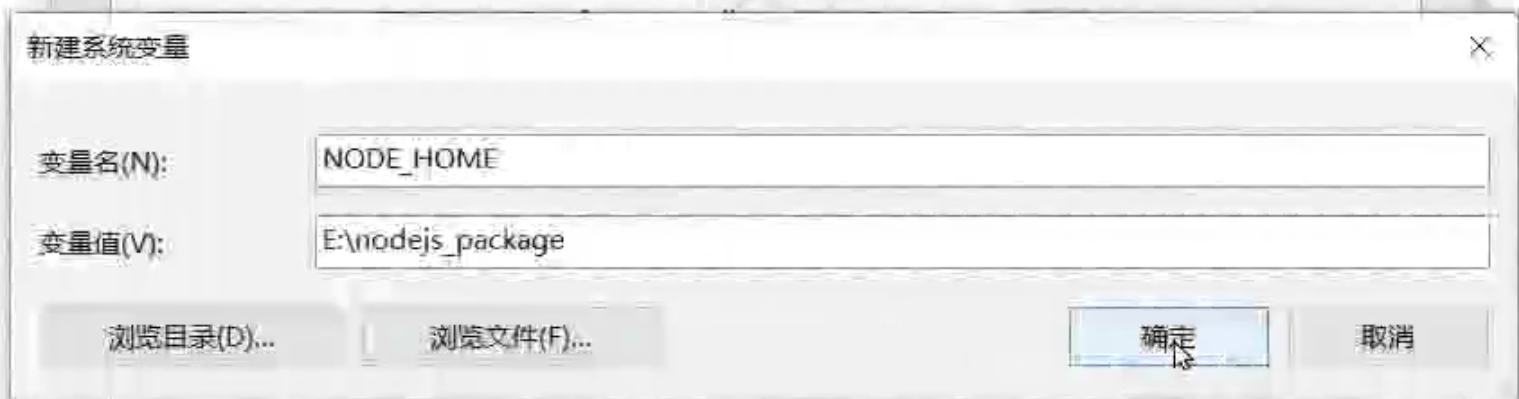 新建系统变量
变量名(N): NODE_HOME
变量值(V): E:\nodejs_package
浏览目录(D)... 浏览文件(F)... 确定 取消